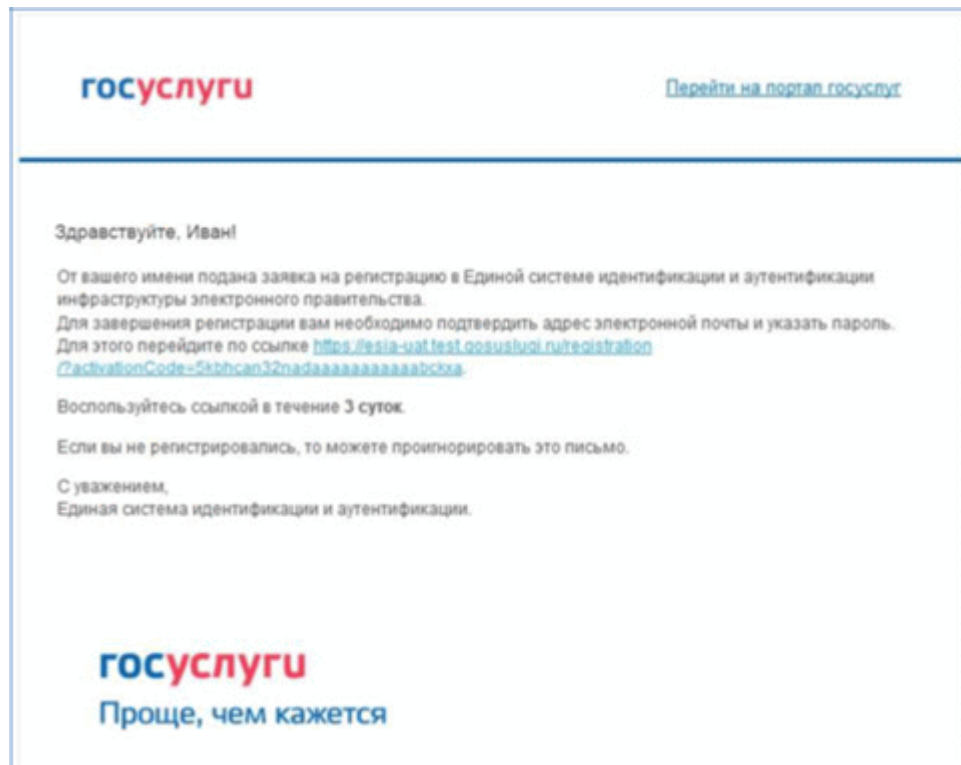 госуслуги
Перейти на портал госуслуг
Здравствуйте, Иван!
От вашего имени подана заявка на регистрацию в Единой системе идентификации и аутентификации
инфраструктуры электронного правительства.
Для завершения регистрации вам необходимо подтвердить адрес электронной почты и указать пароль.
Для этого перейдите по ссылке https://esia-uat.test.gosuslugi.ru/registration
/?activationCode=5kbhcan32nadaaaaaaaaaaabckxa.
Воспользуйтесь ссылкой в течение 3 суток.
Если вы не регистрировались, то можете проигнорировать это письмо.
С уважением,
Единая система идентификации и аутентификации.
госуслуги
Проще, чем кажется